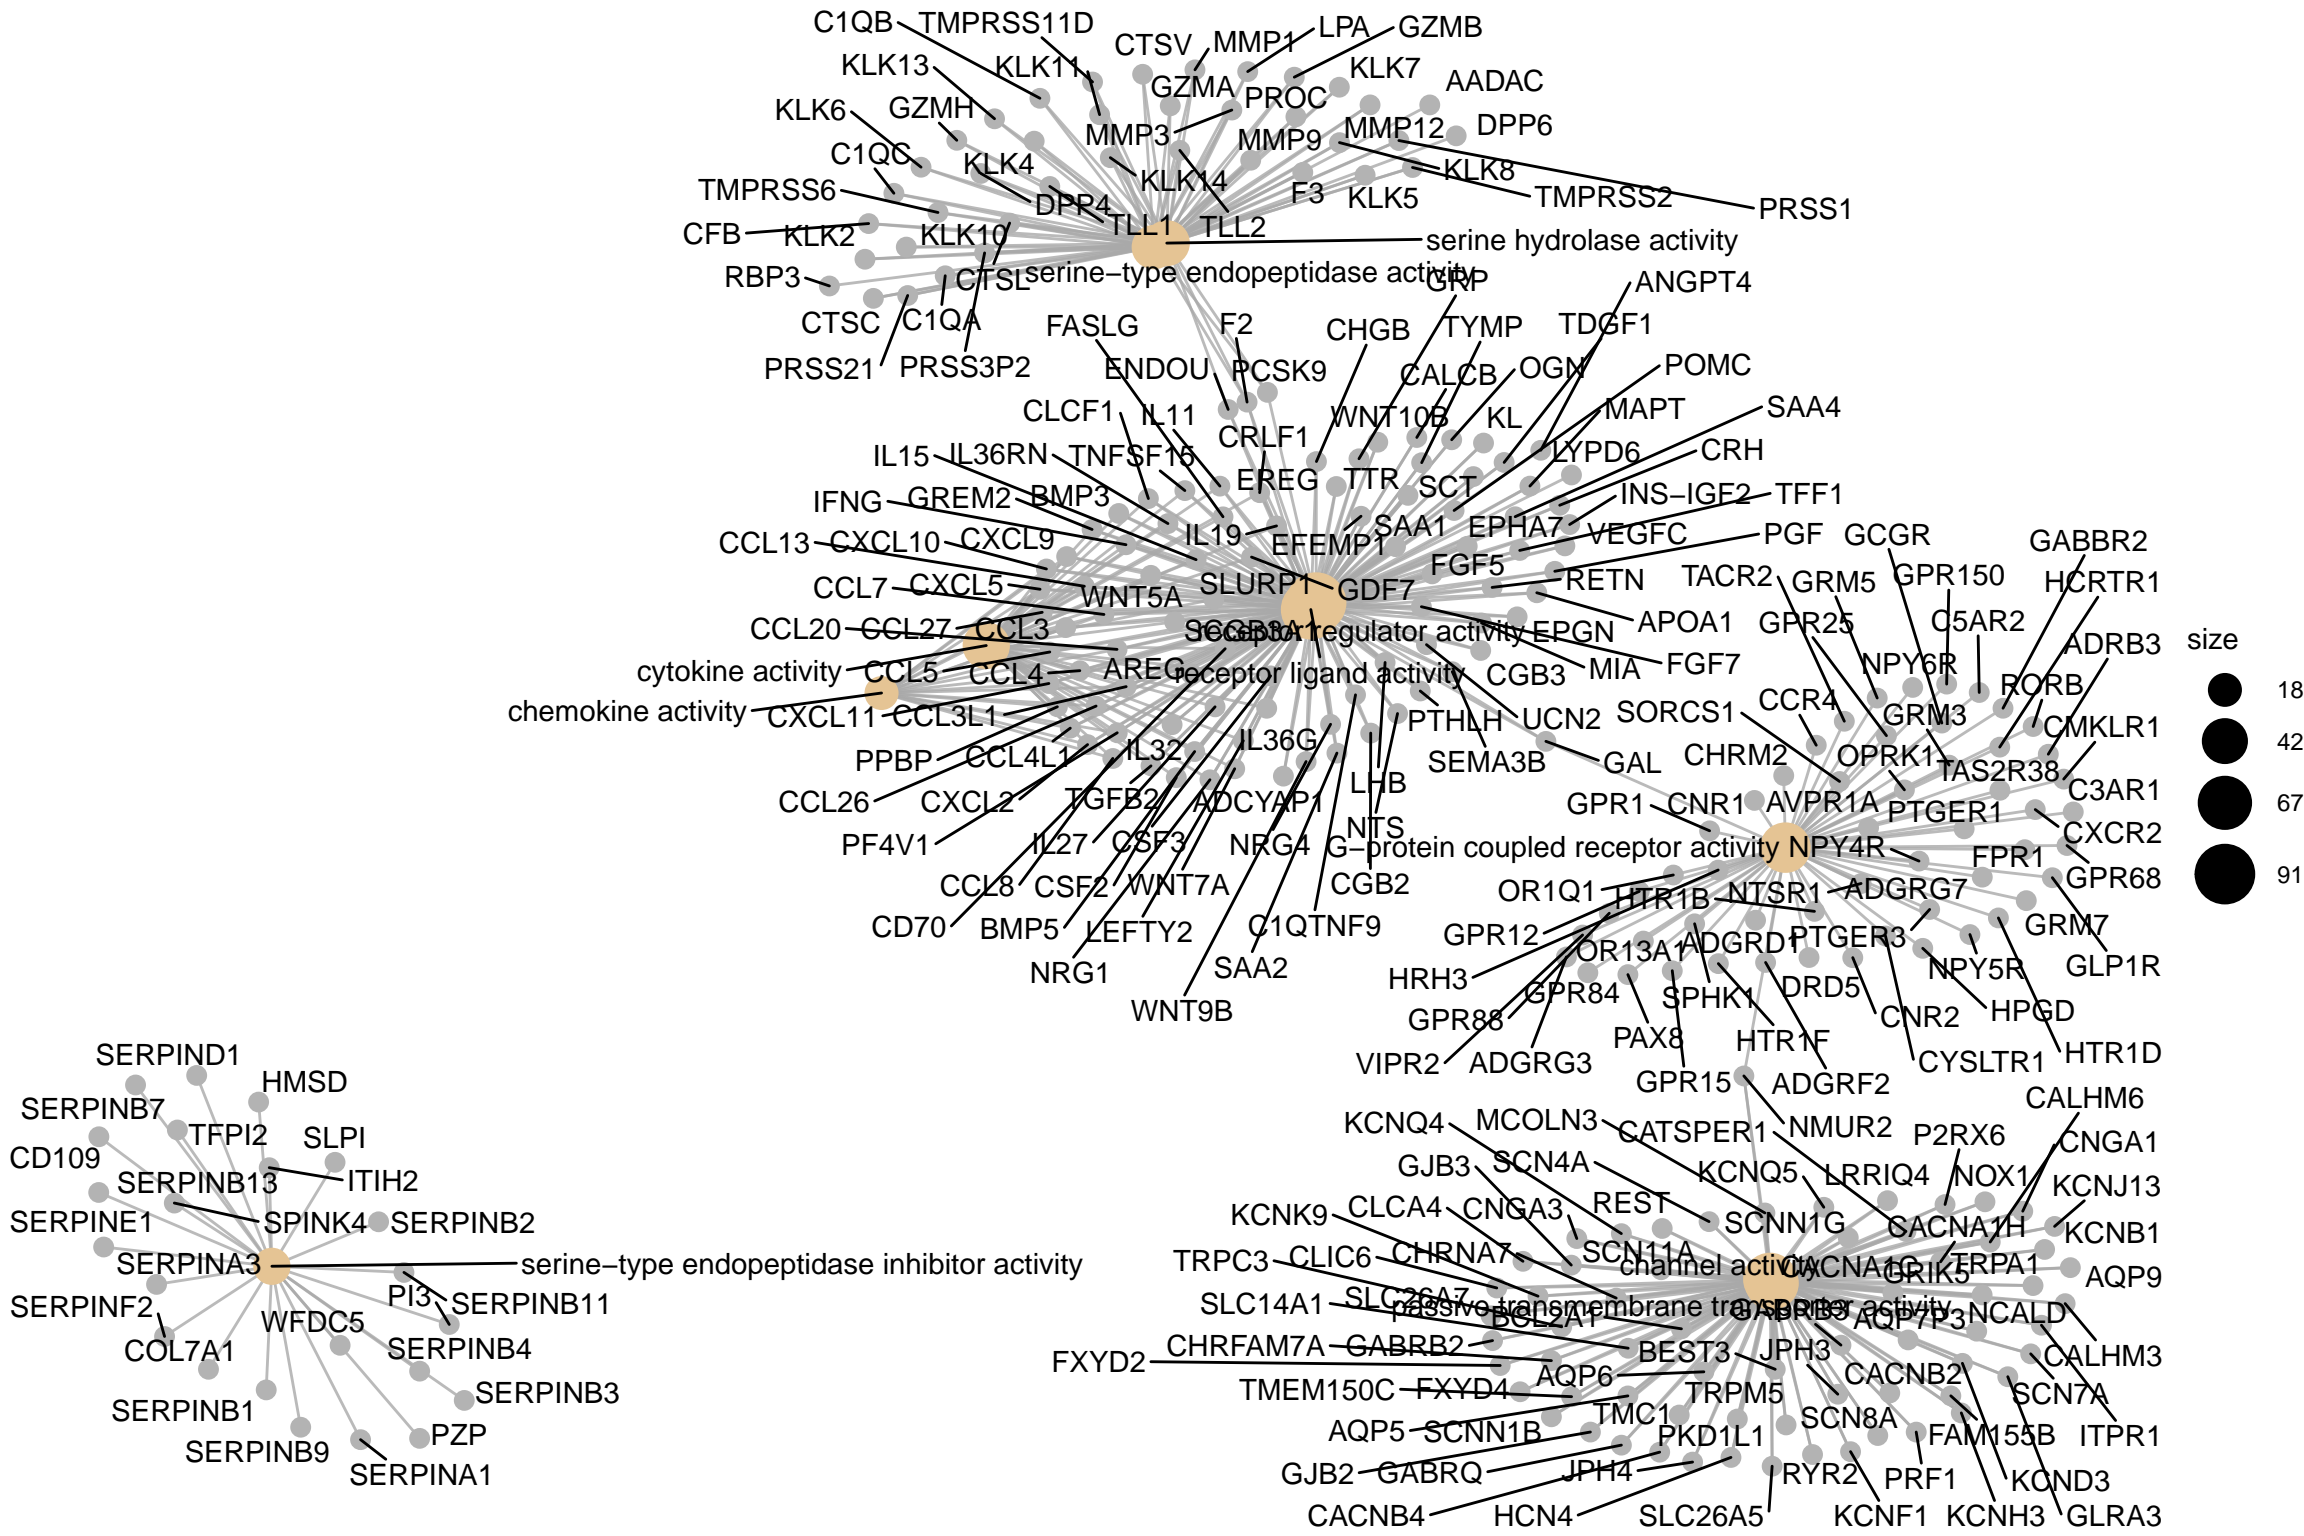 C1QB
TMPRSS11D
CTSV
MMP1
LPA
GZMB
KLK13
KLK11
KLK7
AADAC
GZMA
PROC
KLK6
GZMH
MMP3
MMP9
MMP12
DPP6
C1QC
KLK4
KLK14
KLK8
TMPRSS6
DPP4
F3
KLK5
TMPRSS2
PRSS1
CFB
KLK2
KLK10
TLL1
TLL2
serine hydrolase activity
RBP3
CTSL
serine−type endopeptidase activity
GRP
ANGPT4
CTSC
C1QA
FASLG
F2
CHGB
TYMP
TDGF1
PRSS21
PRSS3P2
ENDOU
PCSK9
CALCB
OGN
POMC
CLCF1
IL11
WNT10B
KL
MAPT
SAA4
CRLF1
IL15
IL36RN
TNFSF15
LYPD6
CRH
EREG
TTR
SCT
IFNG
GREM2
BMP3
INS−IGF2
TFF1
IL19
SAA1
EPHA7
VEGFC
PGF
GCGR
GABBR2
CCL13
CXCL10
CXCL9
EFEMP1
FGF5
RETN
TACR2
GRM5
GPR150
HCRTR1
CCL7
CXCL5
WNT5A
SLURP1
GDF7
CCL20
CCL27
CCL3
SCGB3A1
receptor regulator activity
EPGN
APOA1
GPR25
C5AR2
ADRB3
size
cytokine activity
CCL5
CCL4
AREG
receptor ligand activity
CGB3
MIA
FGF7
NPY6R
RORB
18
chemokine activity
CXCL11
CCL3L1
PTHLH
UCN2
SORCS1
CCR4
GRM3
CMKLR1
42
PPBP
CCL4L1
IL32
IL36G
SEMA3B
GAL
CHRM2
OPRK1
TAS2R38
CCL26
CXCL2
TGFB2
ADCYAP1
LHB
GPR1
CNR1
AVPR1A
PTGER1
C3AR1
67
PF4V1
IL27
CSF3
NRG4
NTS
G−protein coupled receptor activity
NPY4R
FPR1
CXCR2
CCL8
CSF2
WNT7A
CGB2
OR1Q1
HTR1B
NTSR1
ADGRG7
GPR68
91
CD70
BMP5
LEFTY2
C1QTNF9
GPR12
OR13A1
ADGRD1
PTGER3
GRM7
NRG1
SAA2
HRH3
GPR84
SPHK1
DRD5
NPY5R
GLP1R
WNT9B
GPR88
PAX8
HTR1F
CNR2
HPGD
VIPR2
ADGRG3
GPR15
ADGRF2
CYSLTR1
HTR1D
SERPIND1
HMSD
SERPINB7
TFPI2
SLPI
CD109
SERPINB13
ITIH2
SERPINE1
SPINK4
SERPINB2
SERPINA3
serine−type endopeptidase inhibitor activity
SERPINF2
PI3
SERPINB11
WFDC5
COL7A1
SERPINB4
SERPINB3
SERPINB1
SERPINB9
PZP
SERPINA1
CALHM6
KCNQ4
MCOLN3
CATSPER1
NMUR2
P2RX6
CNGA1
GJB3
SCN4A
KCNQ5
LRRIQ4
NOX1
KCNJ13
KCNK9
CLCA4
CNGA3
REST
SCNN1G
CACNA1H
KCNB1
TRPC3
CLIC6
CHRNA7
SCN11A
channel activity
CACNA1C
GRIK5
TRPA1
AQP9
SLC14A1
SLC26A7
BCL2A1
passive transmembrane transporter activity
GABRB3
AQP7P3
NCALD
CHRFAM7A
GABRB2
BEST3
JPH3
CALHM3
FXYD2
AQP6
CACNB2
TMEM150C
FXYD4
TRPM5
SCN7A
AQP5
SCNN1B
TMC1
SCN8A
FAM155B
ITPR1
PKD1L1
GJB2
GABRQ
JPH4
RYR2
PRF1
KCND3
CACNB4
HCN4
SLC26A5
KCNF1
KCNH3
GLRA3